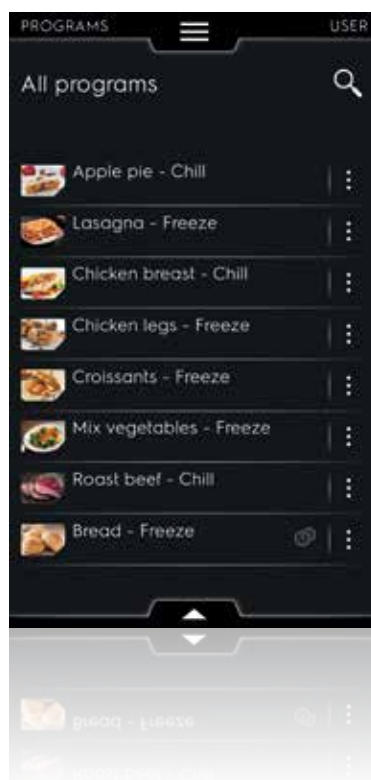 PROGRAMS USER
All programs
Apple pie - Chill
Lasagna - Freeze
Chicken breast - Chill
Chicken legs - Freeze
Croissants - Freeze
Mix vegetables - Freeze
Roast beef - Chill
Bread - Freeze